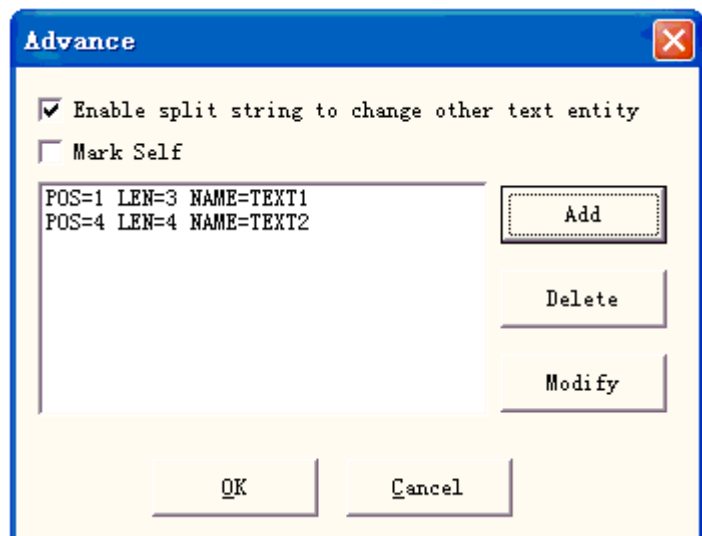 Advance
Enable split string to change other text entity
Mark Self
POS=1 LEN=3 NAME=TEXT1
POS=4 LEN=4 NAME=TEXT2
Add
Delete
Modify
OK
Cancel